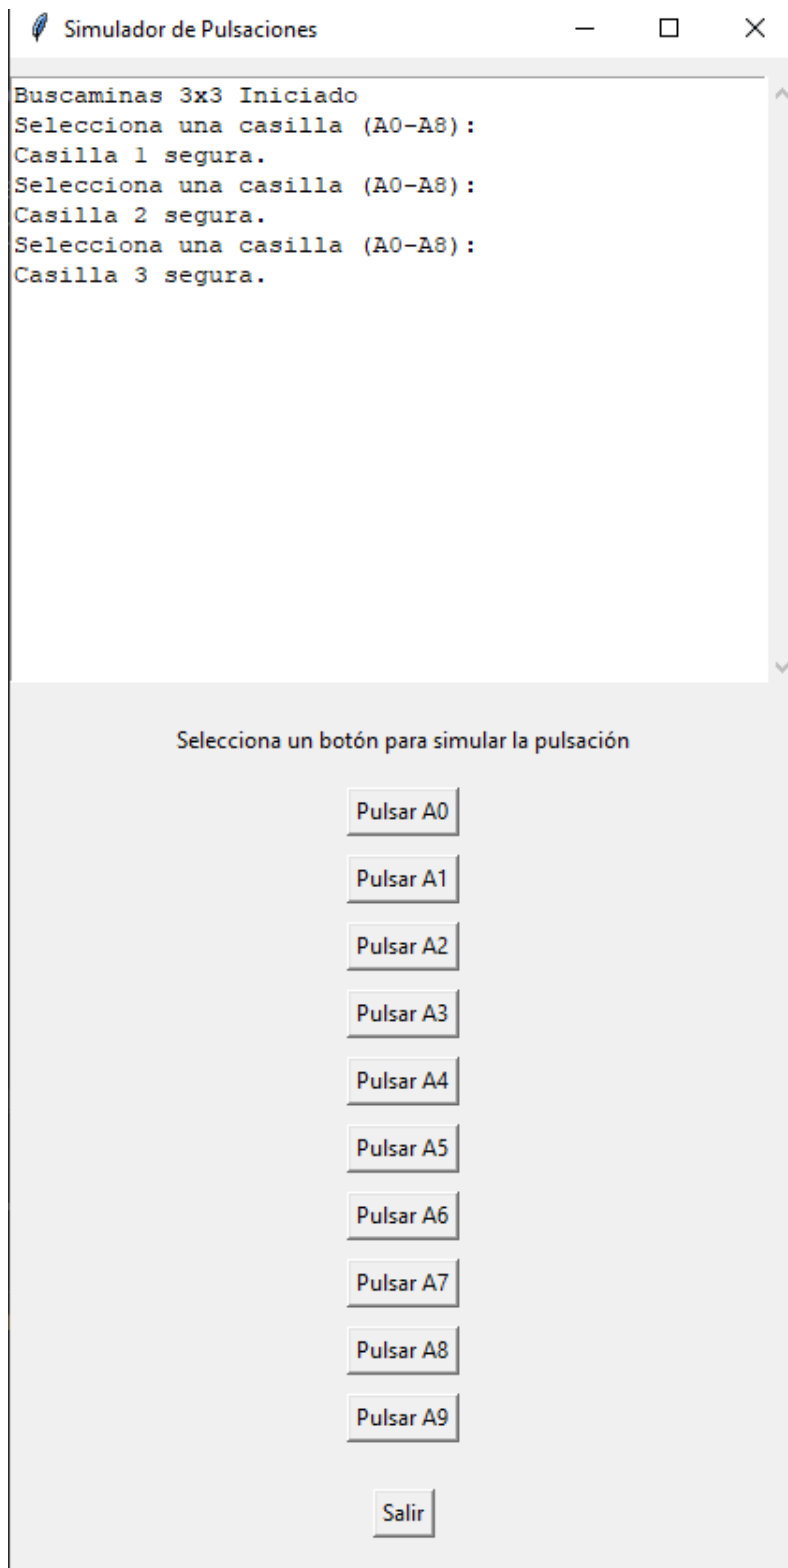 Simulador de Pulsaciones
Buscaminas 3x3 Iniciado
Selecciona una casilla (A0-A8):
Casilla 1 segura.
Selecciona una casilla (A0-A8):
Casilla 2 segura.
Selecciona una casilla (A0-A8):
Casilla 3 segura.
Selecciona un botón para simular la pulsación
Pulsar A0
Pulsar A1
Pulsar A2
Pulsar A3
Pulsar A4
Pulsar A5
Pulsar A6
Pulsar A7
Pulsar A8
Pulsar A9
Salir